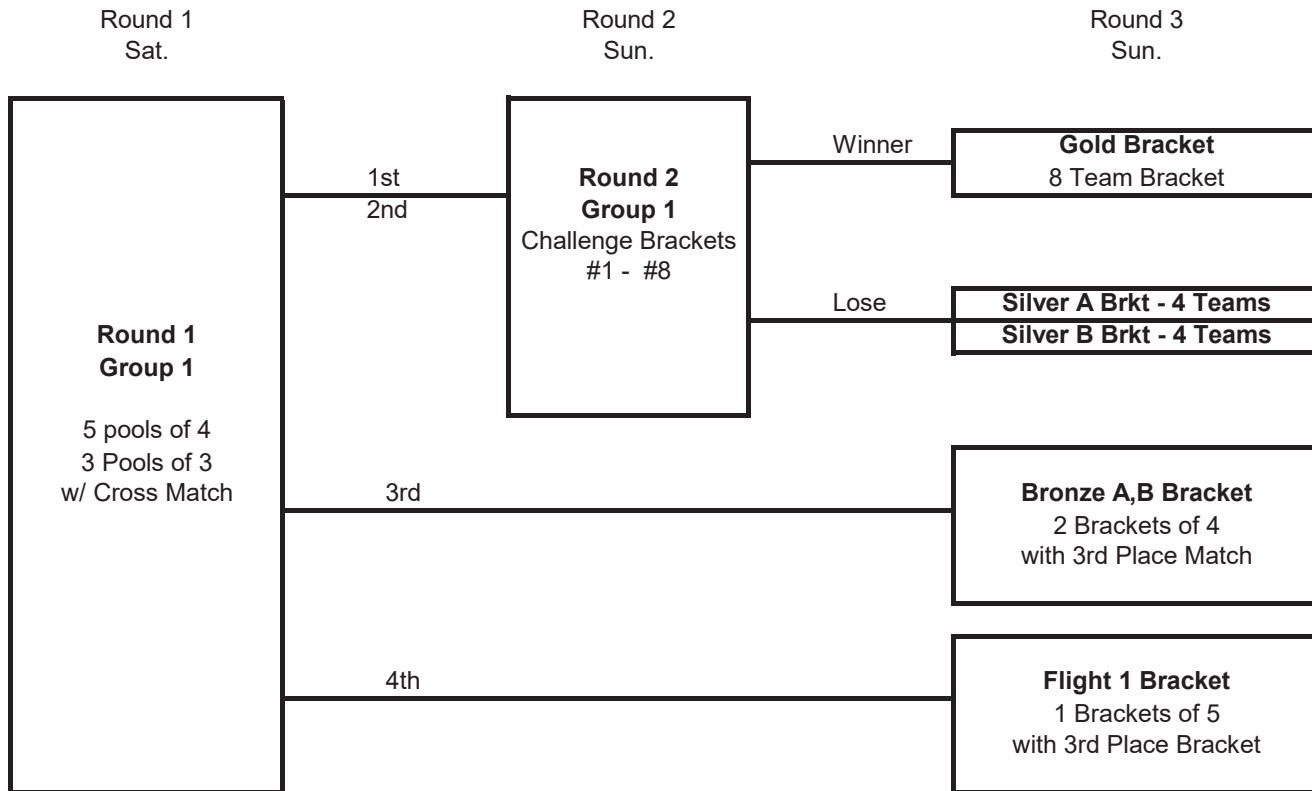 Round 1
Sat.
Round 2
Sun.
Round 3
Sun.
Round 1
Group 1
5 pools of 4
3 Pools of 3
w/ Cross Match
1st
2nd
Round 2
Group 1
Challenge Brackets
#1 - #8
Winner
Gold Bracket
8 Team Bracket
Lose
Silver A Brkt - 4 Teams
Silver B Brkt - 4 Teams
3rd
Bronze A,B Bracket
2 Brackets of 4
with 3rd Place Match
4th
Flight 1 Bracket
1 Brackets of 5
with 3rd Place Bracket